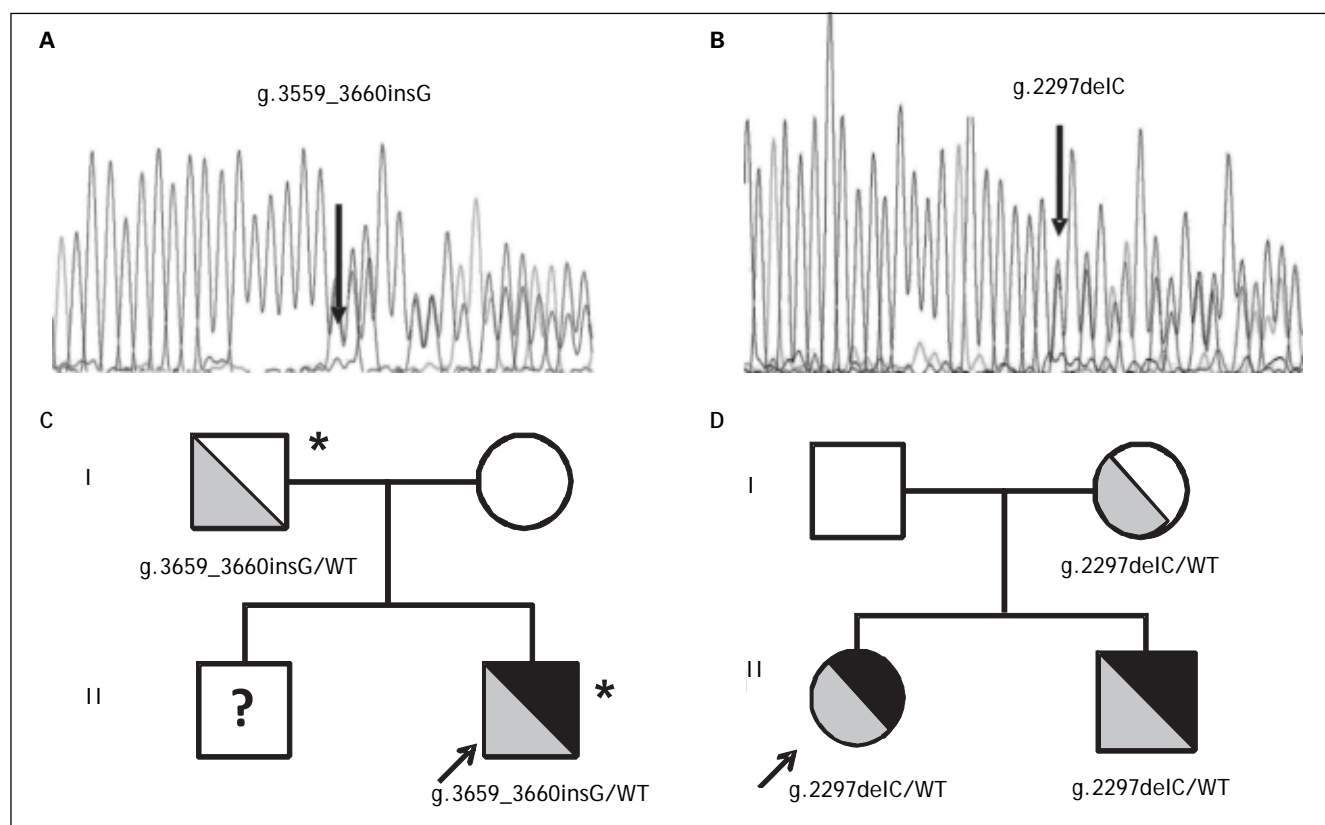 A
B
g.3559_3660insG
g.2297delC
C
D
I
*
I
g.3659_3660insG/WT
g.2297delC/WT
II
?
*
II
g.3659_3660insG/WT
g.2297delC/WT
g.2297delC/WT